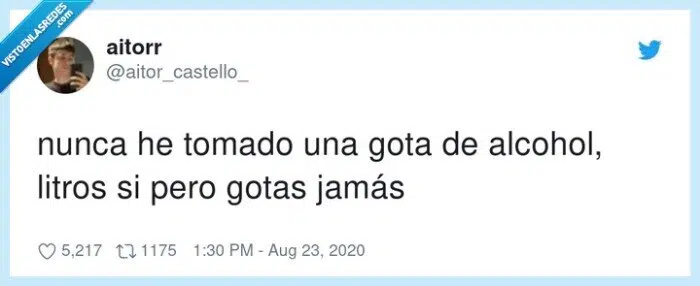 VISTOENLASREDES
.com
aitorr
@aitor_castello_
nunca he tomado una gota de alcohol,
litros si pero gotas jamás
5,217 1175 1:30 PM - Aug 23, 2020